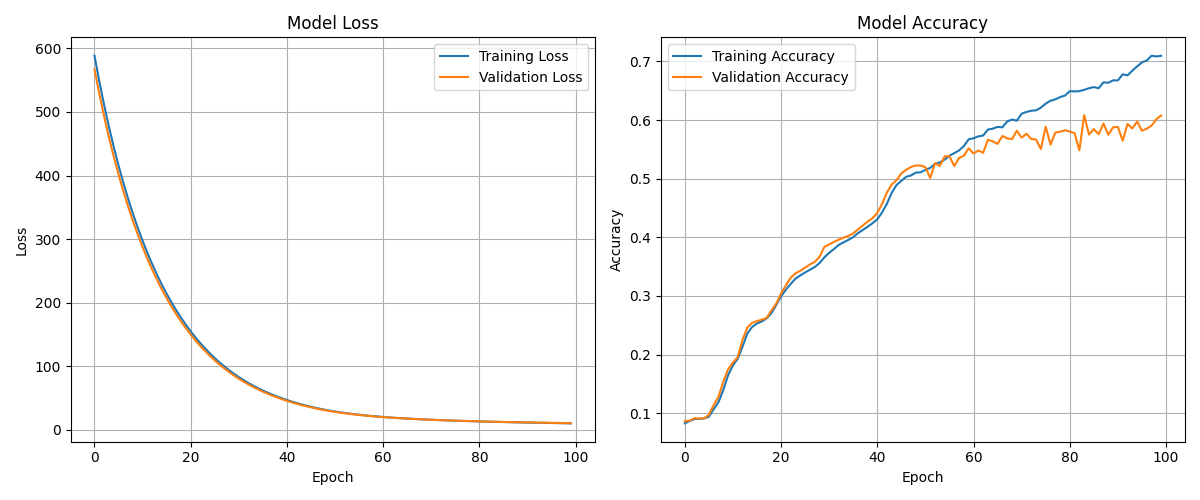 Model Loss
600
500
400
300
200
100
0
Loss
0 20 40 60 80 100
Epoch
Training Loss
Validation Loss
Model Accuracy
0.7
0.6
0.5
0.4
0.3
0.2
0.1
Accuracy
0 20 40 60 80 100
Epoch
Training Accuracy
Validation Accuracy